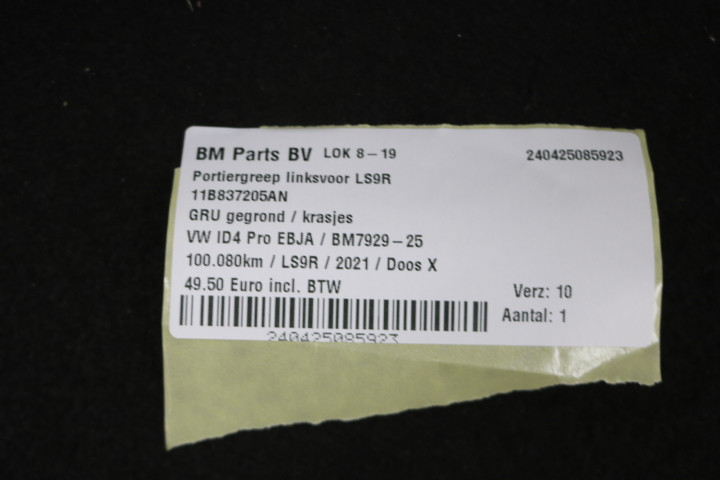 BM Parts BV LOK 8-19 240425085923
Portiergreep linksvoor LS9R
11B837205AN
GRU gegrond / krasjes
VW ID4 Pro EBJA / BM7929-25
100.080km / LS9R / 2021 / Doos X
49.50 Euro incl. BTW
Verz: 10
Aantal: 1
240425085923